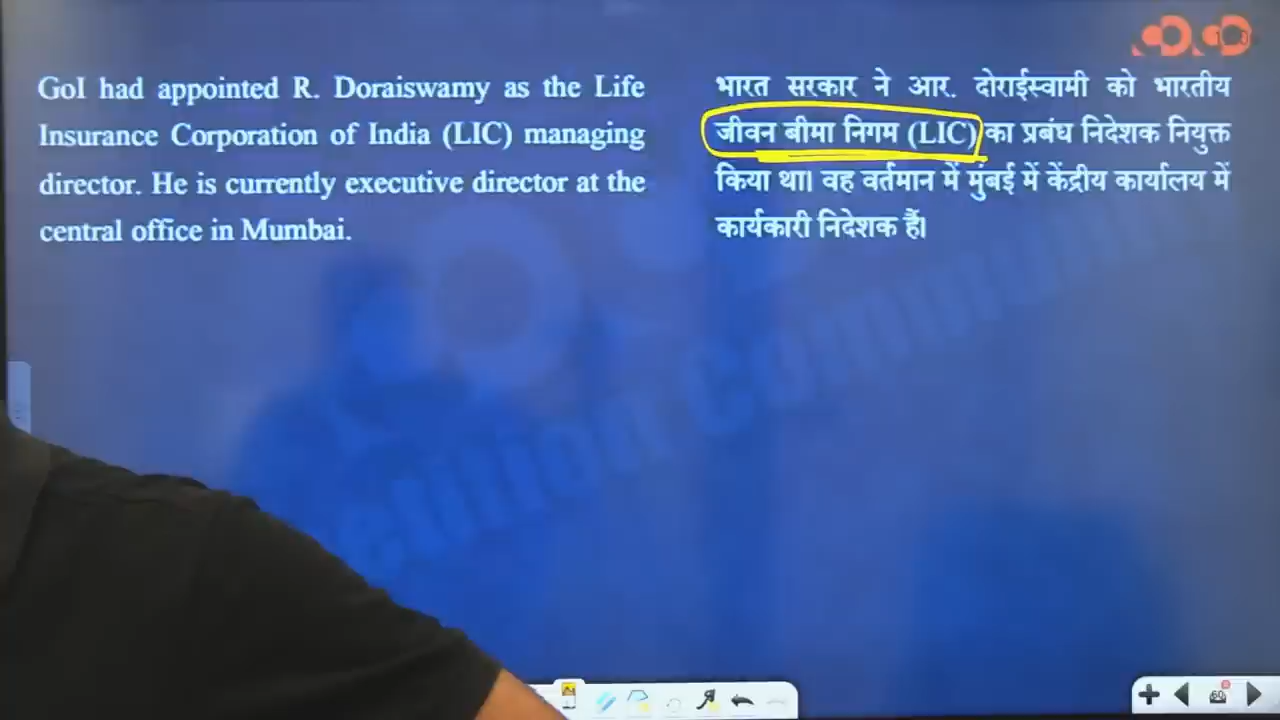 GoI had appointed R. Doraiswamy as the Life
Insurance Corporation of India (LIC) managing
director. He is currently executive director at the
central office in Mumbai.
भारत सरकार ने आर. दोराईस्वामी को भारतीय
जीवन बीमा निगम (LIC) का प्रबंध निदेशक नियुक्त
किया था। वह वर्तमान में मुंबई में केंद्रीय कार्यालय में
कार्यकारी निदेशक हैं।
60